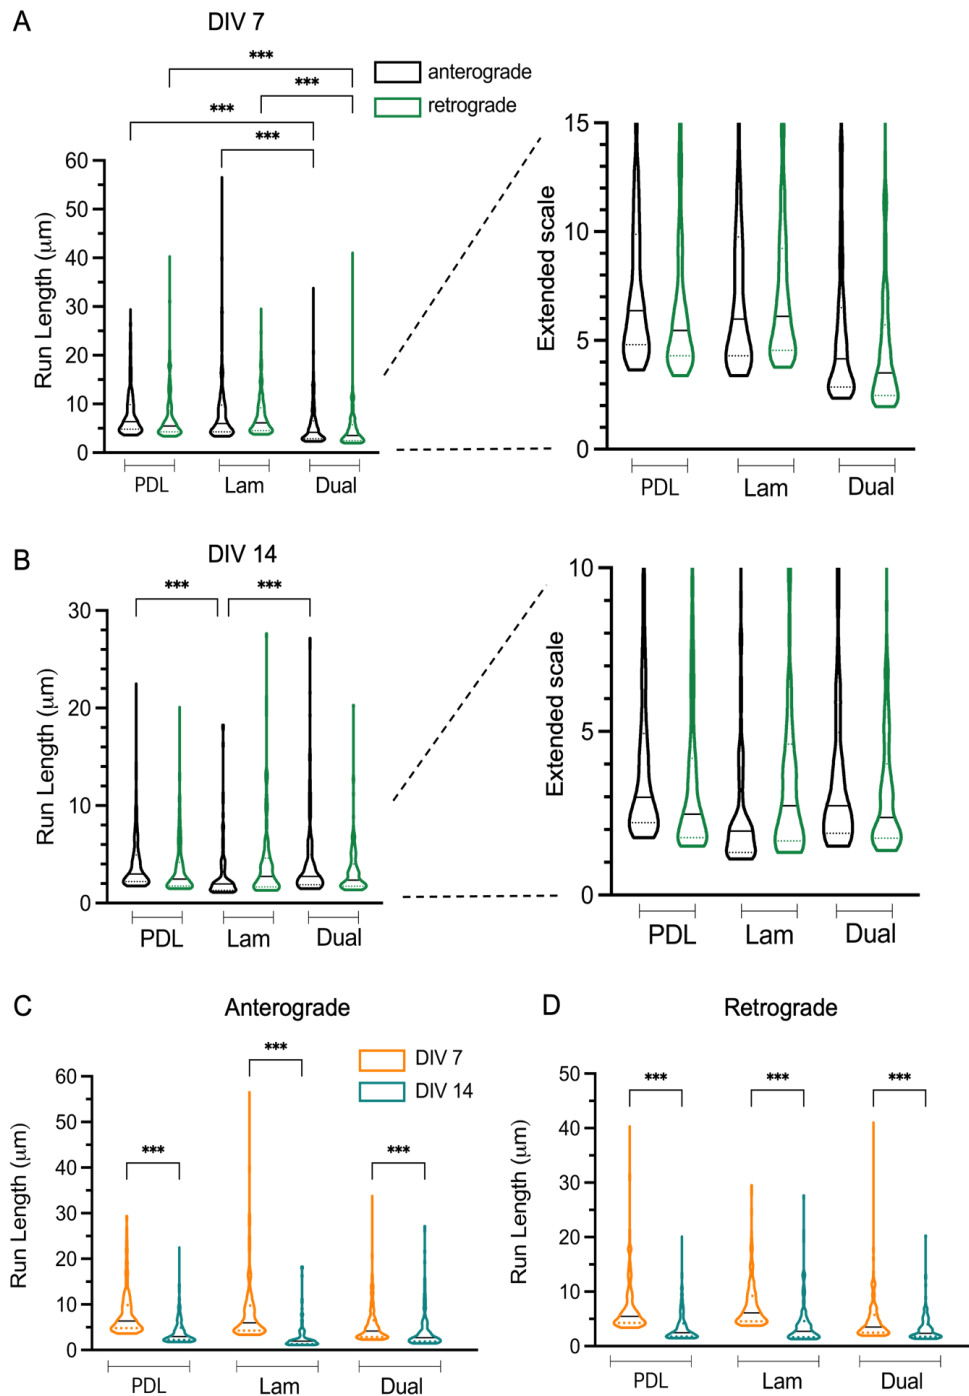 A
DIV 7
***
***
***
***
anterograde
retrograde
Run Length (μm)
60
50
40
30
20
10
0
PDL Lam Dual
Extended scale
15
10
5
0
PDL Lam Dual
B
DIV 14
*** ***
Run Length (μm)
30
20
10
0
PDL Lam Dual
Extended scale
10
5
0
PDL Lam Dual
C
Anterograde
***
***
***
DIV 7
DIV 14
Run Length (μm)
60
50
40
30
20
10
0
PDL Lam Dual
D
Retrograde
*** *** ***
Run Length (μm)
50
40
30
20
10
0
PDL Lam Dual